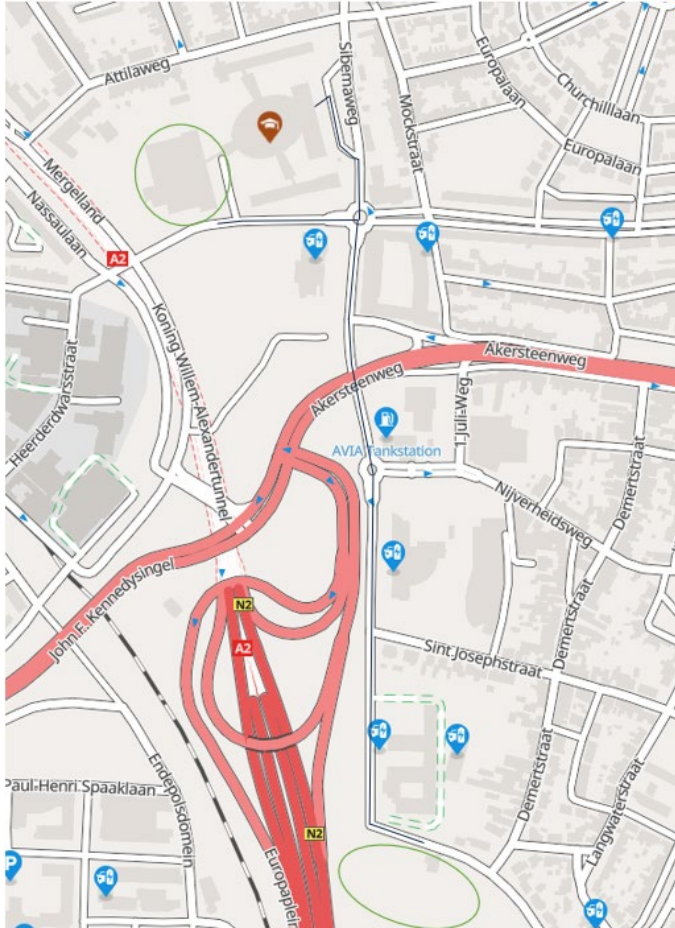 Attilaweg
Sibemaweg
Mockstraat
Europalaan
Churchilllaan
Europalaan
Mergelland
Nassaulaan
A2
Koning Willem-Alexandertunnel
Heerderdwarsstraat
Akersteenweg
Akersteenweg
1 Juli-weg
AVIA Tankstation
Nijverheidsweg
Demertstraat
John F. Kennedysingel
N2
A2
Sint Josephstraat
Demertstraat
Demertstraat
Langwaterstraat
Endepolsdomein
Paul Henri Spaaklaan
N2
P
Europaplein